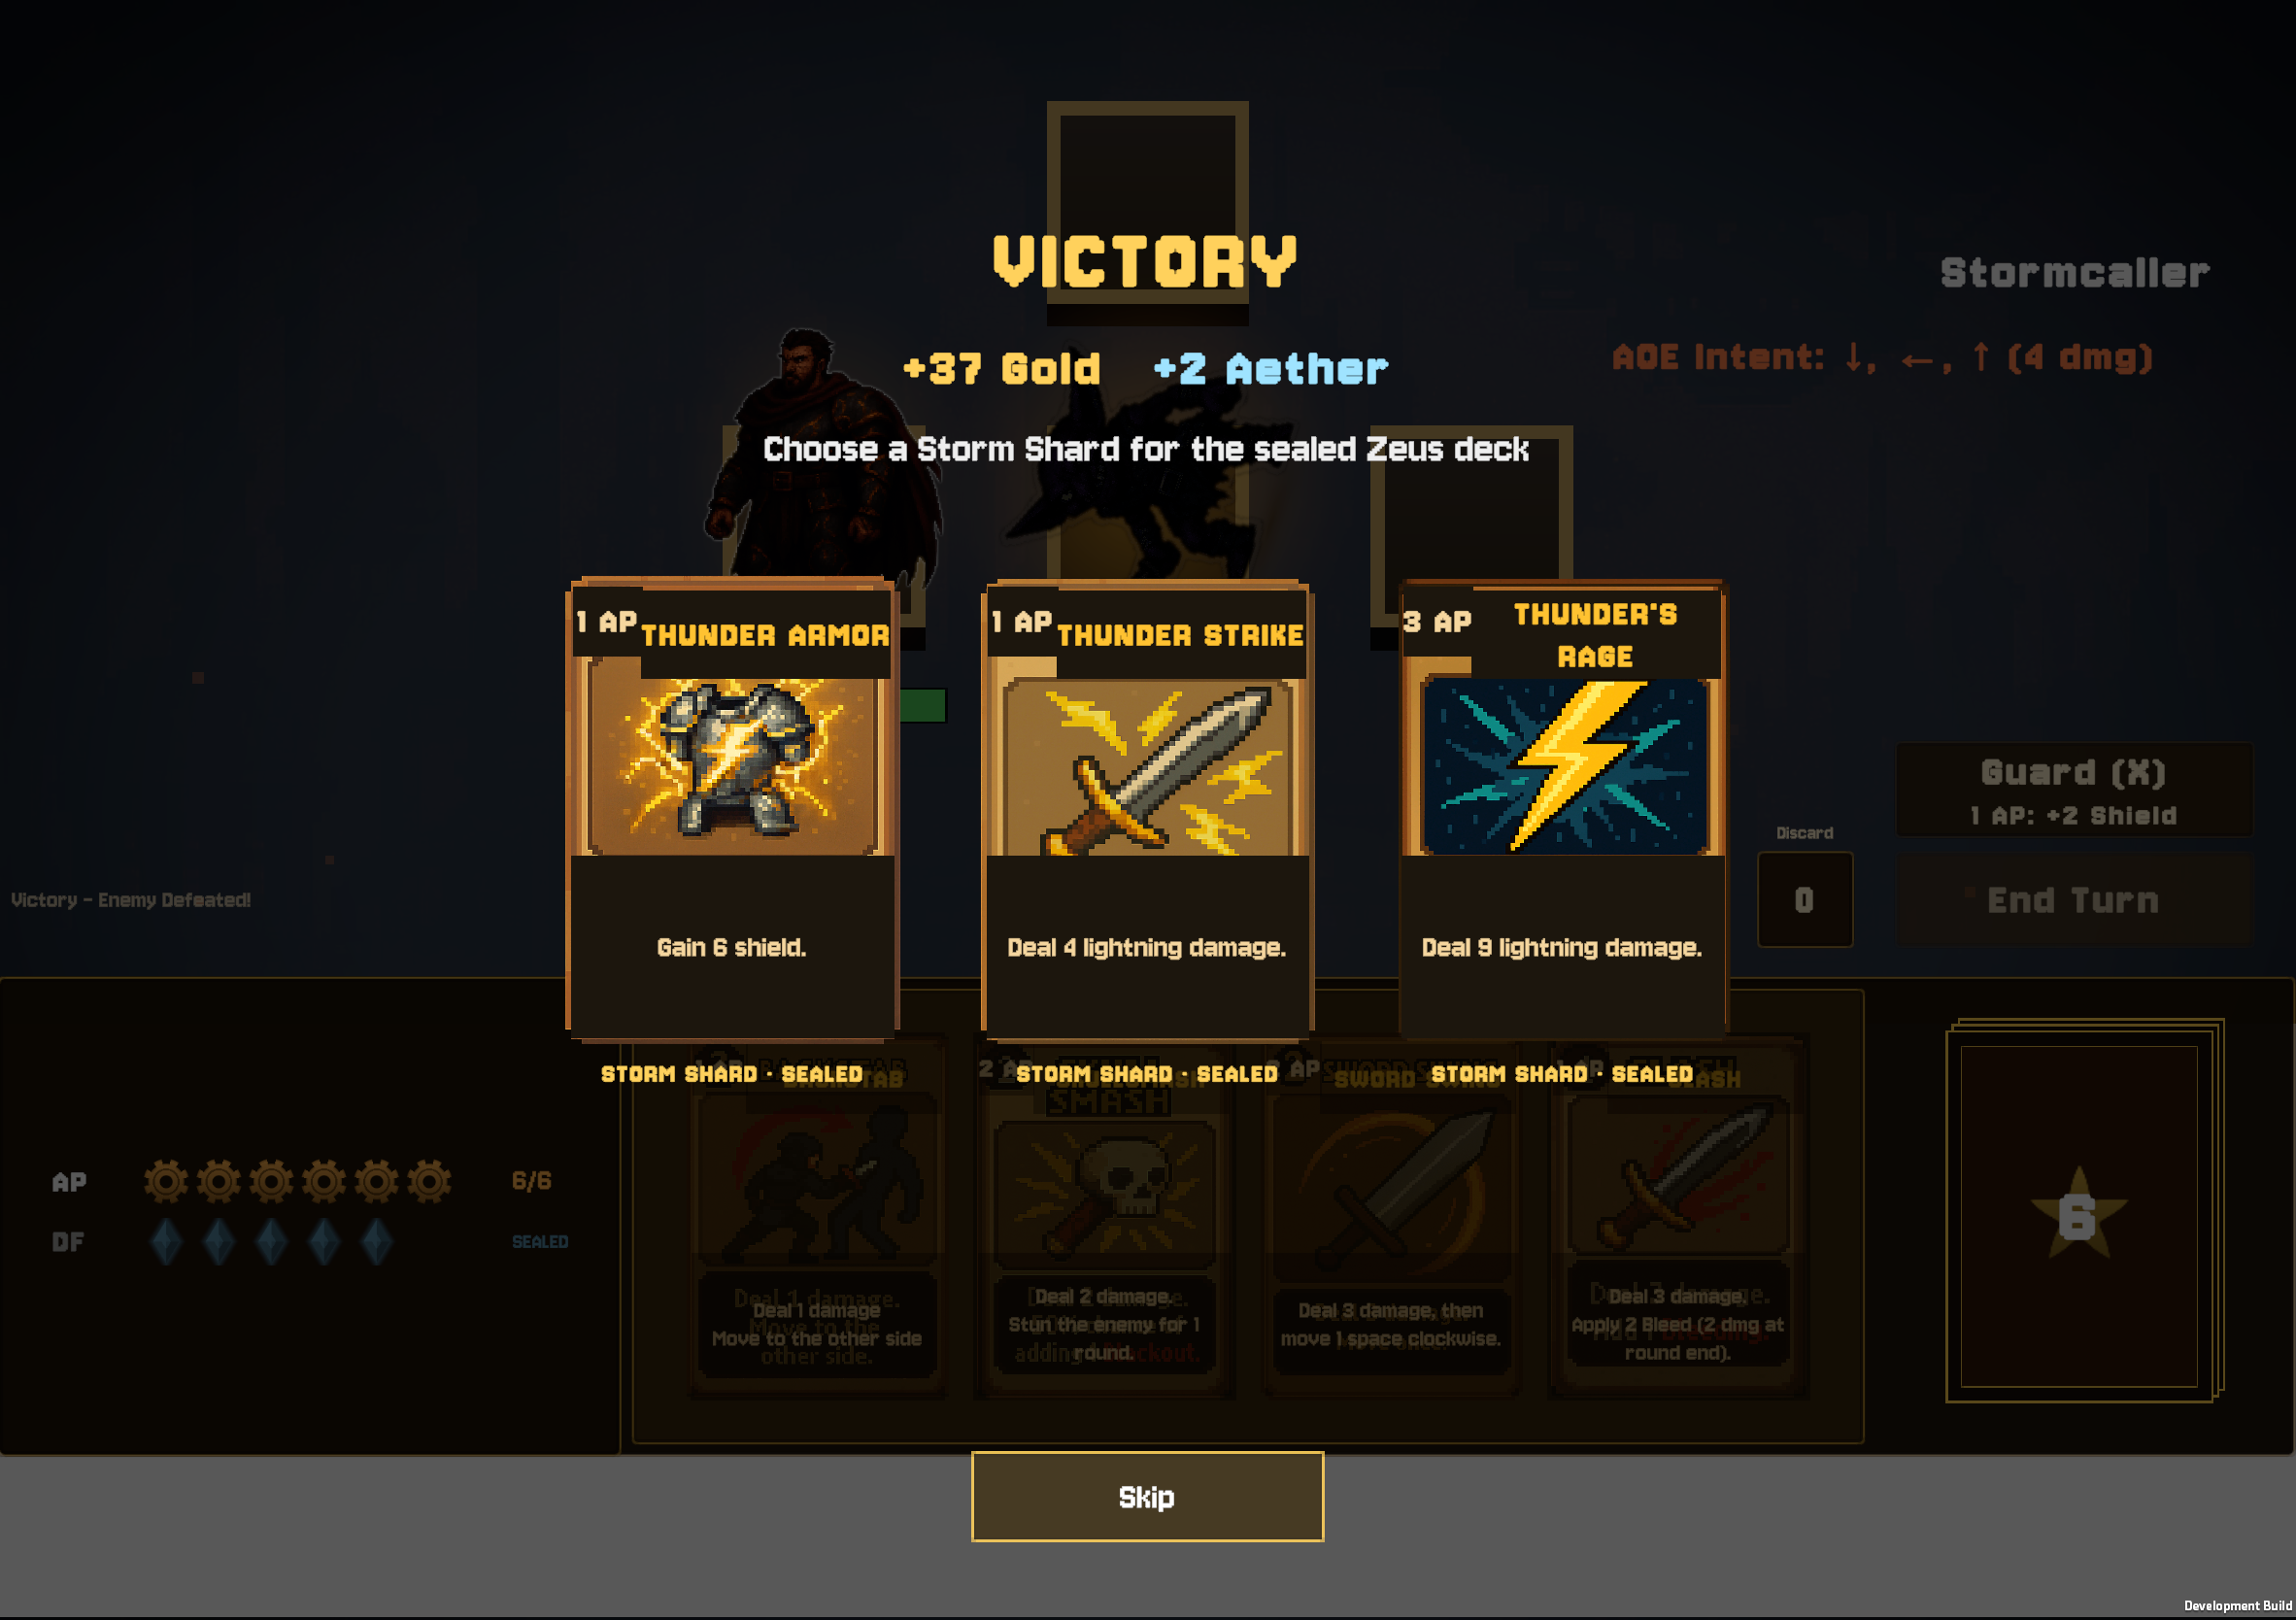 VICTORY
Stormcaller
+37 Gold +2 Aether
AOE Intent: ↓, ←, ↑ (4 dmg)
Choose a Storm Shard for the sealed Zeus deck
1 AP THUNDER ARMOR
1 AP THUNDER STRIKE
3 AP THUNDER'S
RAGE
Gain 6 shield.
Deal 4 lightning damage.
Deal 9 lightning damage.
Guard (X)
1 AP: +2 Shield
Discard
0
End Turn
Victory - Enemy Defeated!
STORM SHARD · SEALED
STORM SHARD · SEALED
STORM SHARD · SEALED
SWORD SWING
SMASH
AP 6/6
DF SEALED
Deal 1 damage
Move to the other side
Deal 2 damage.
Stun the enemy for 1
round.
Deal 3 damage, then
move 1 space clockwise.
Deal 3 damage.
Apply 2 Bleed (2 dmg at
round end).
6
Skip
Development Build